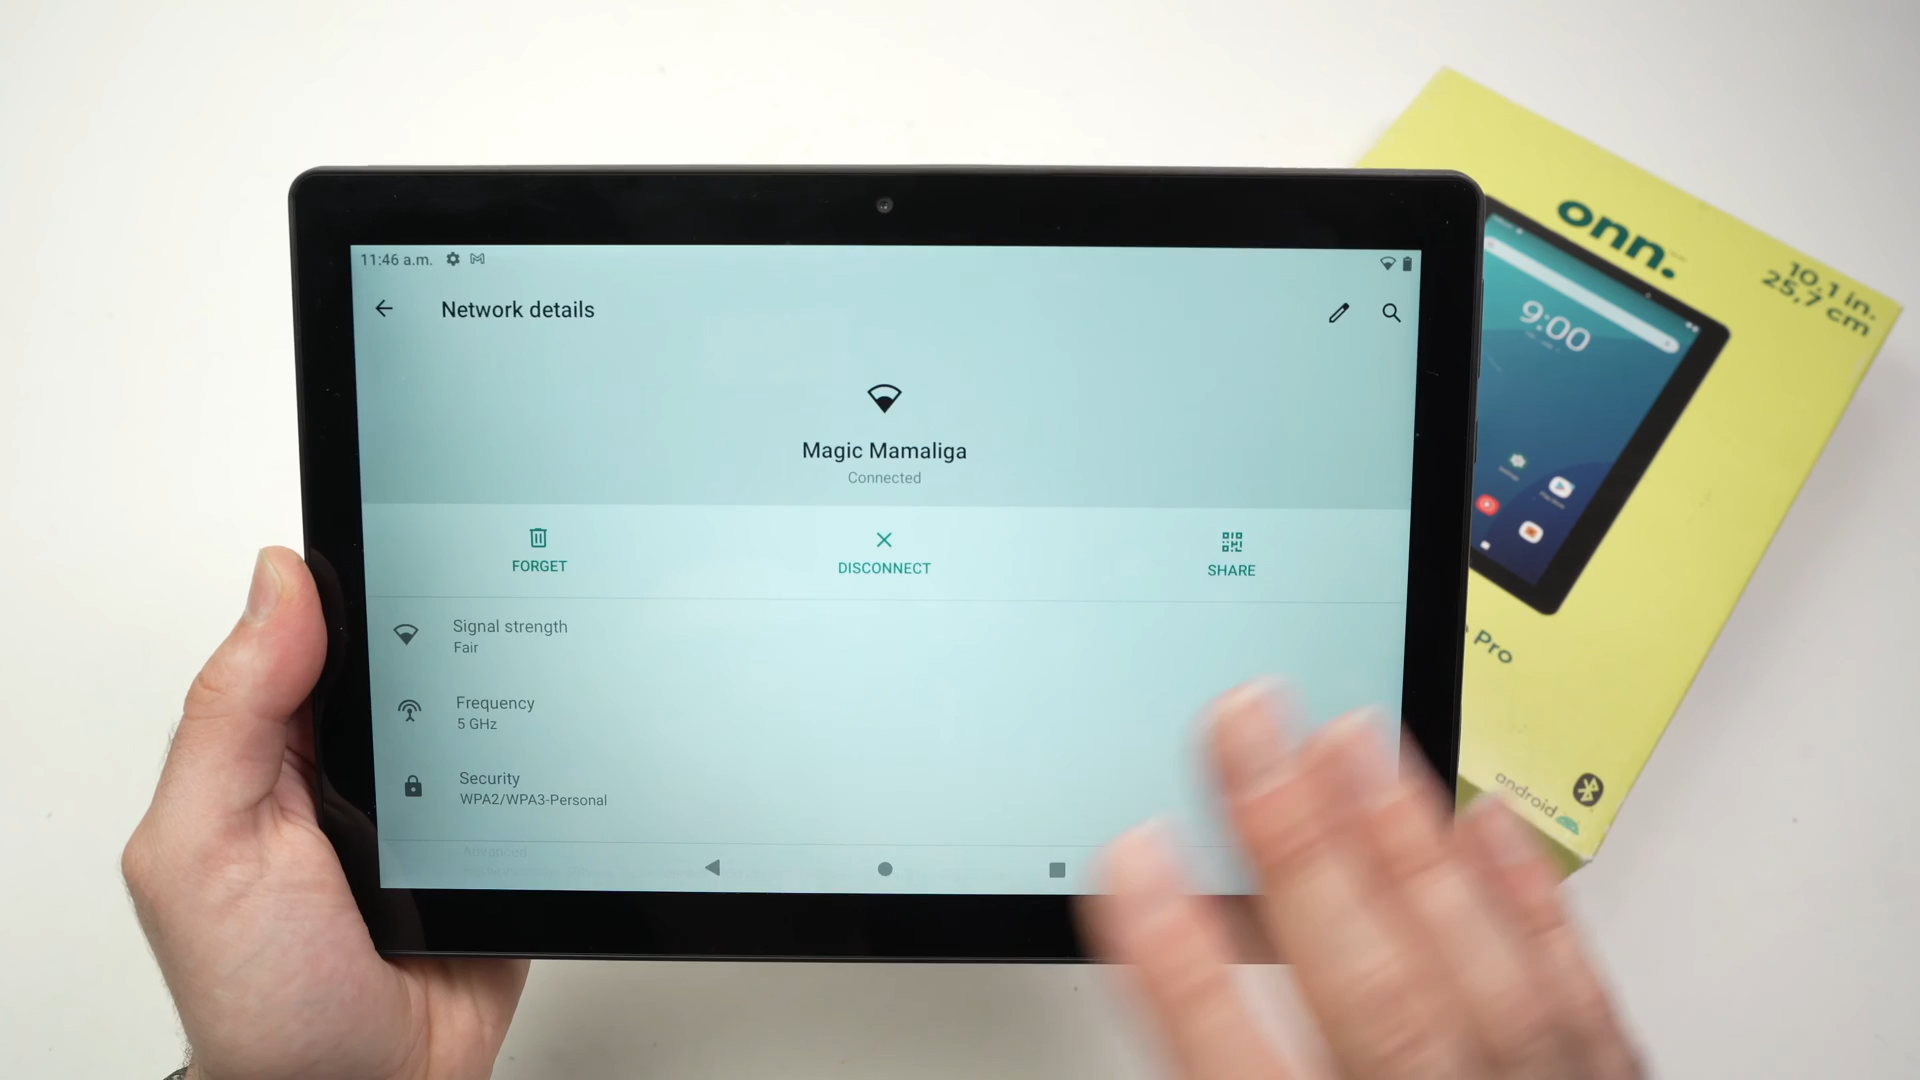 11:46 a.m.
Network details
Magic Mamaliga
Connected
FORGET
DISCONNECT
SHARE
Signal strength
Fair
Frequency
5 GHz
Security
WPA2/WPA3-Personal
Advanced
onn.
10,1 in.
25,7 cm
9:00
Pro
android